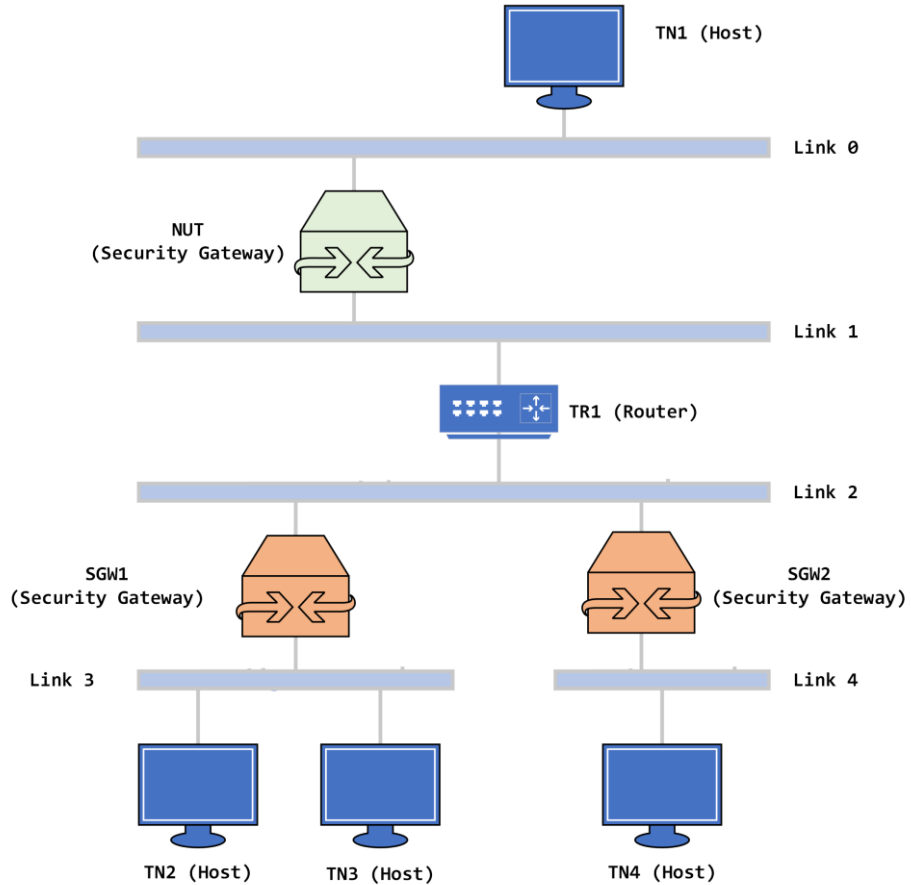 TN1 (Host)
Link 0
NUT
(Security Gateway)
Link 1
TR1 (Router)
Link 2
SGW1
(Security Gateway)
SGW2
(Security Gateway)
Link 3
Link 4
TN2 (Host)
TN3 (Host)
TN4 (Host)